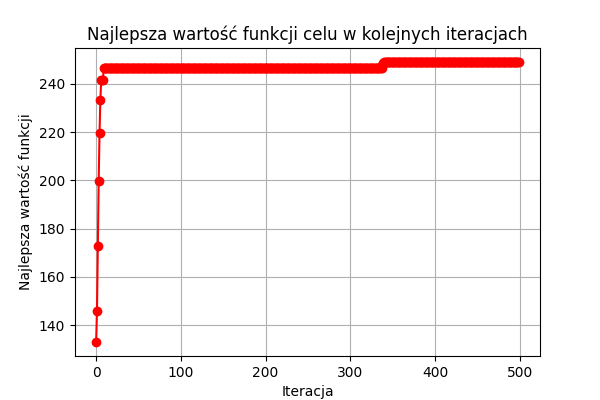 Najlepsza wartość funkcji celu w kolejnych iteracjach
240
220
200
180
160
140
Najlepsza wartość funkcji
0 100 200 300 400 500
Iteracja